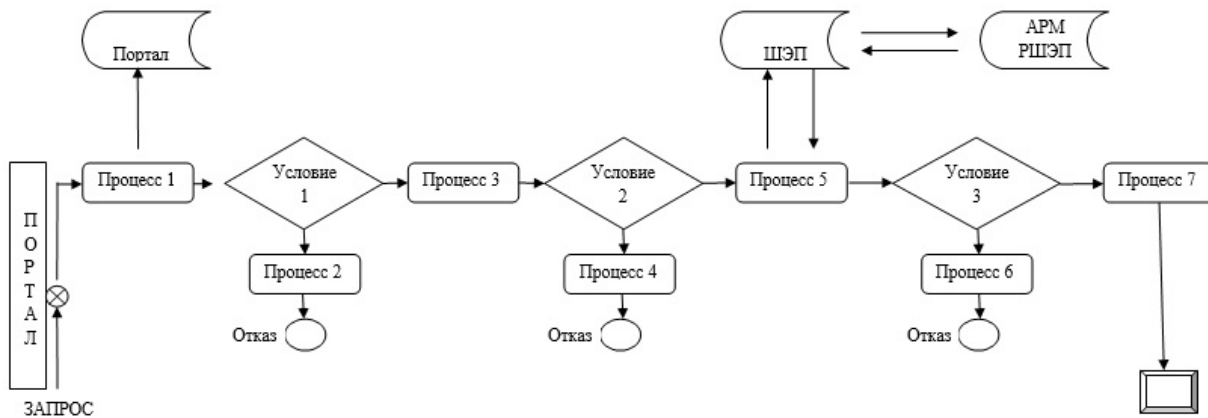 Портал
ШЭП
АРМ
РШЭП
ПОРТАЛ
Процесс 1
Условие
1
Процесс 3
Условие
2
Процесс 5
Условие
3
Процесс 7
Процесс 2
Процесс 4
Процесс 6
Отказ
Отказ
Отказ
ЗАПРОС